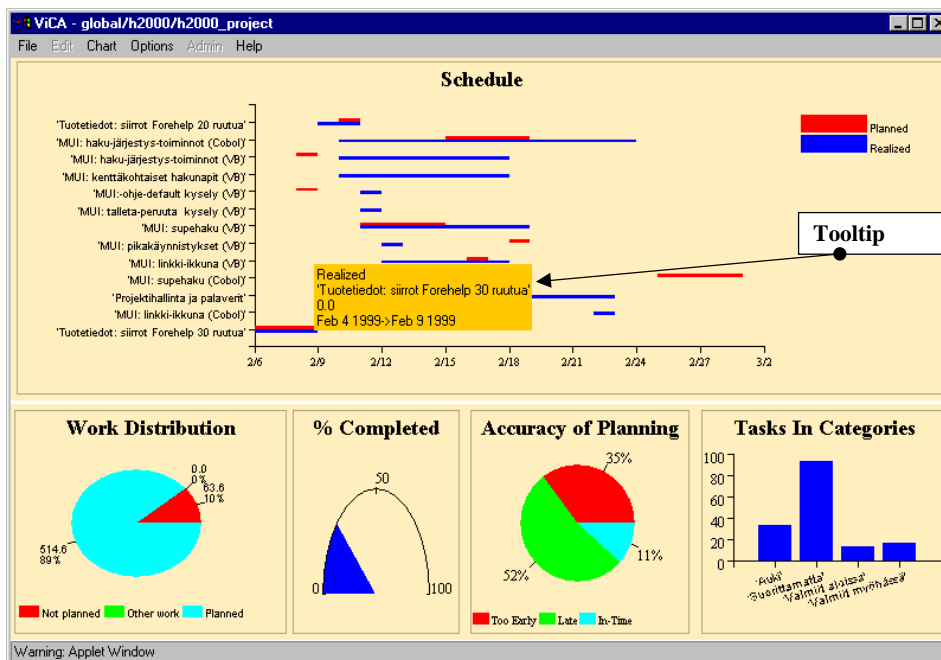 ViCA - global/h2000/h2000_project
File Edit Chart Options Admin Help
Schedule
'Tuotetiedot: siirrot Forehelp 20 ruutua'
'MUI: haku-järjestys-toiminnot (Cobol)'
'MUI: haku-järjestys-toiminnot (VB)'
'MUI: kenttäkohtaiset hakunapit (VB)'
'MUI:-ohje-default kysely (VB)'
'MUI: talleta-peruuta kysely (VB)'
'MUI: supehaku (VB)'
'MUI: pikakäynnistykset (VB)'
'MUI: linkki-ikkuna (VB)'
'MUI: supehaku (Cobol)'
'Projektihallinta ja palaverit'
'MUI: linkki-ikkuna (Cobol)'
'Tuotetiedot: siirrot Forehelp 30 ruutua'
Planned
Realized
Tooltip
Realized
'Tuotetiedot: siirrot Forehelp 30 ruutua'
0.0
Feb 4 1999->Feb 9 1999
2/6 2/9 2/12 2/15 2/18 2/21 2/24 2/27 3/2
Work Distribution
0.0
0%
63.6
10%
514.6
89%
Not planned Other work Planned
% Completed
50
0 100
Accuracy of Planning
35%
11%
52%
Too Early Late In-Time
Tasks In Categories
100
80
60
40
20
0
'Auki'
'Suorittamatta'
'Valmiit ajoissa'
'Valmiit myöhässä'
Warning: Applet Window